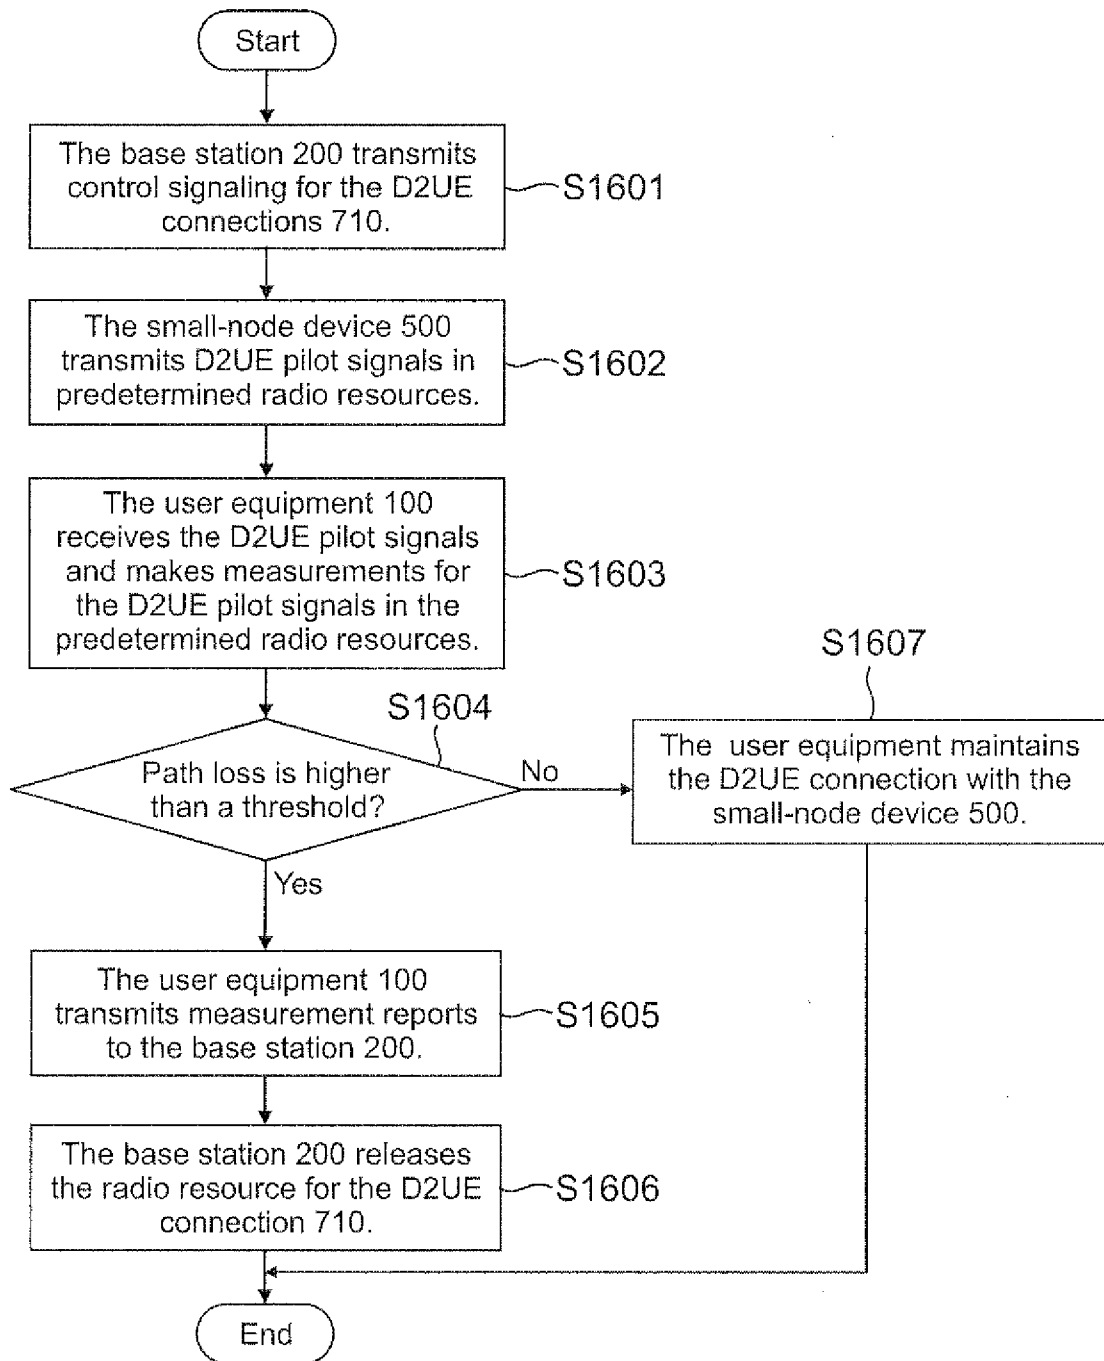 Start
The base station 200 transmits
control signaling for the D2UE
connections 710.
S1601
The small-node device 500
transmits D2UE pilot signals in
predetermined radio resources.
S1602
The user equipment 100
receives the D2UE pilot signals
and makes measurements for
the D2UE pilot signals in the
predetermined radio resources.
S1603
S1604
Path loss is higher
than a threshold?
No
S1607
The user equipment maintains
the D2UE connection with the
small-node device 500.
Yes
The user equipment 100
transmits measurement reports
to the base station 200.
S1605
The base station 200 releases
the radio resource for the D2UE
connection 710.
S1606
End